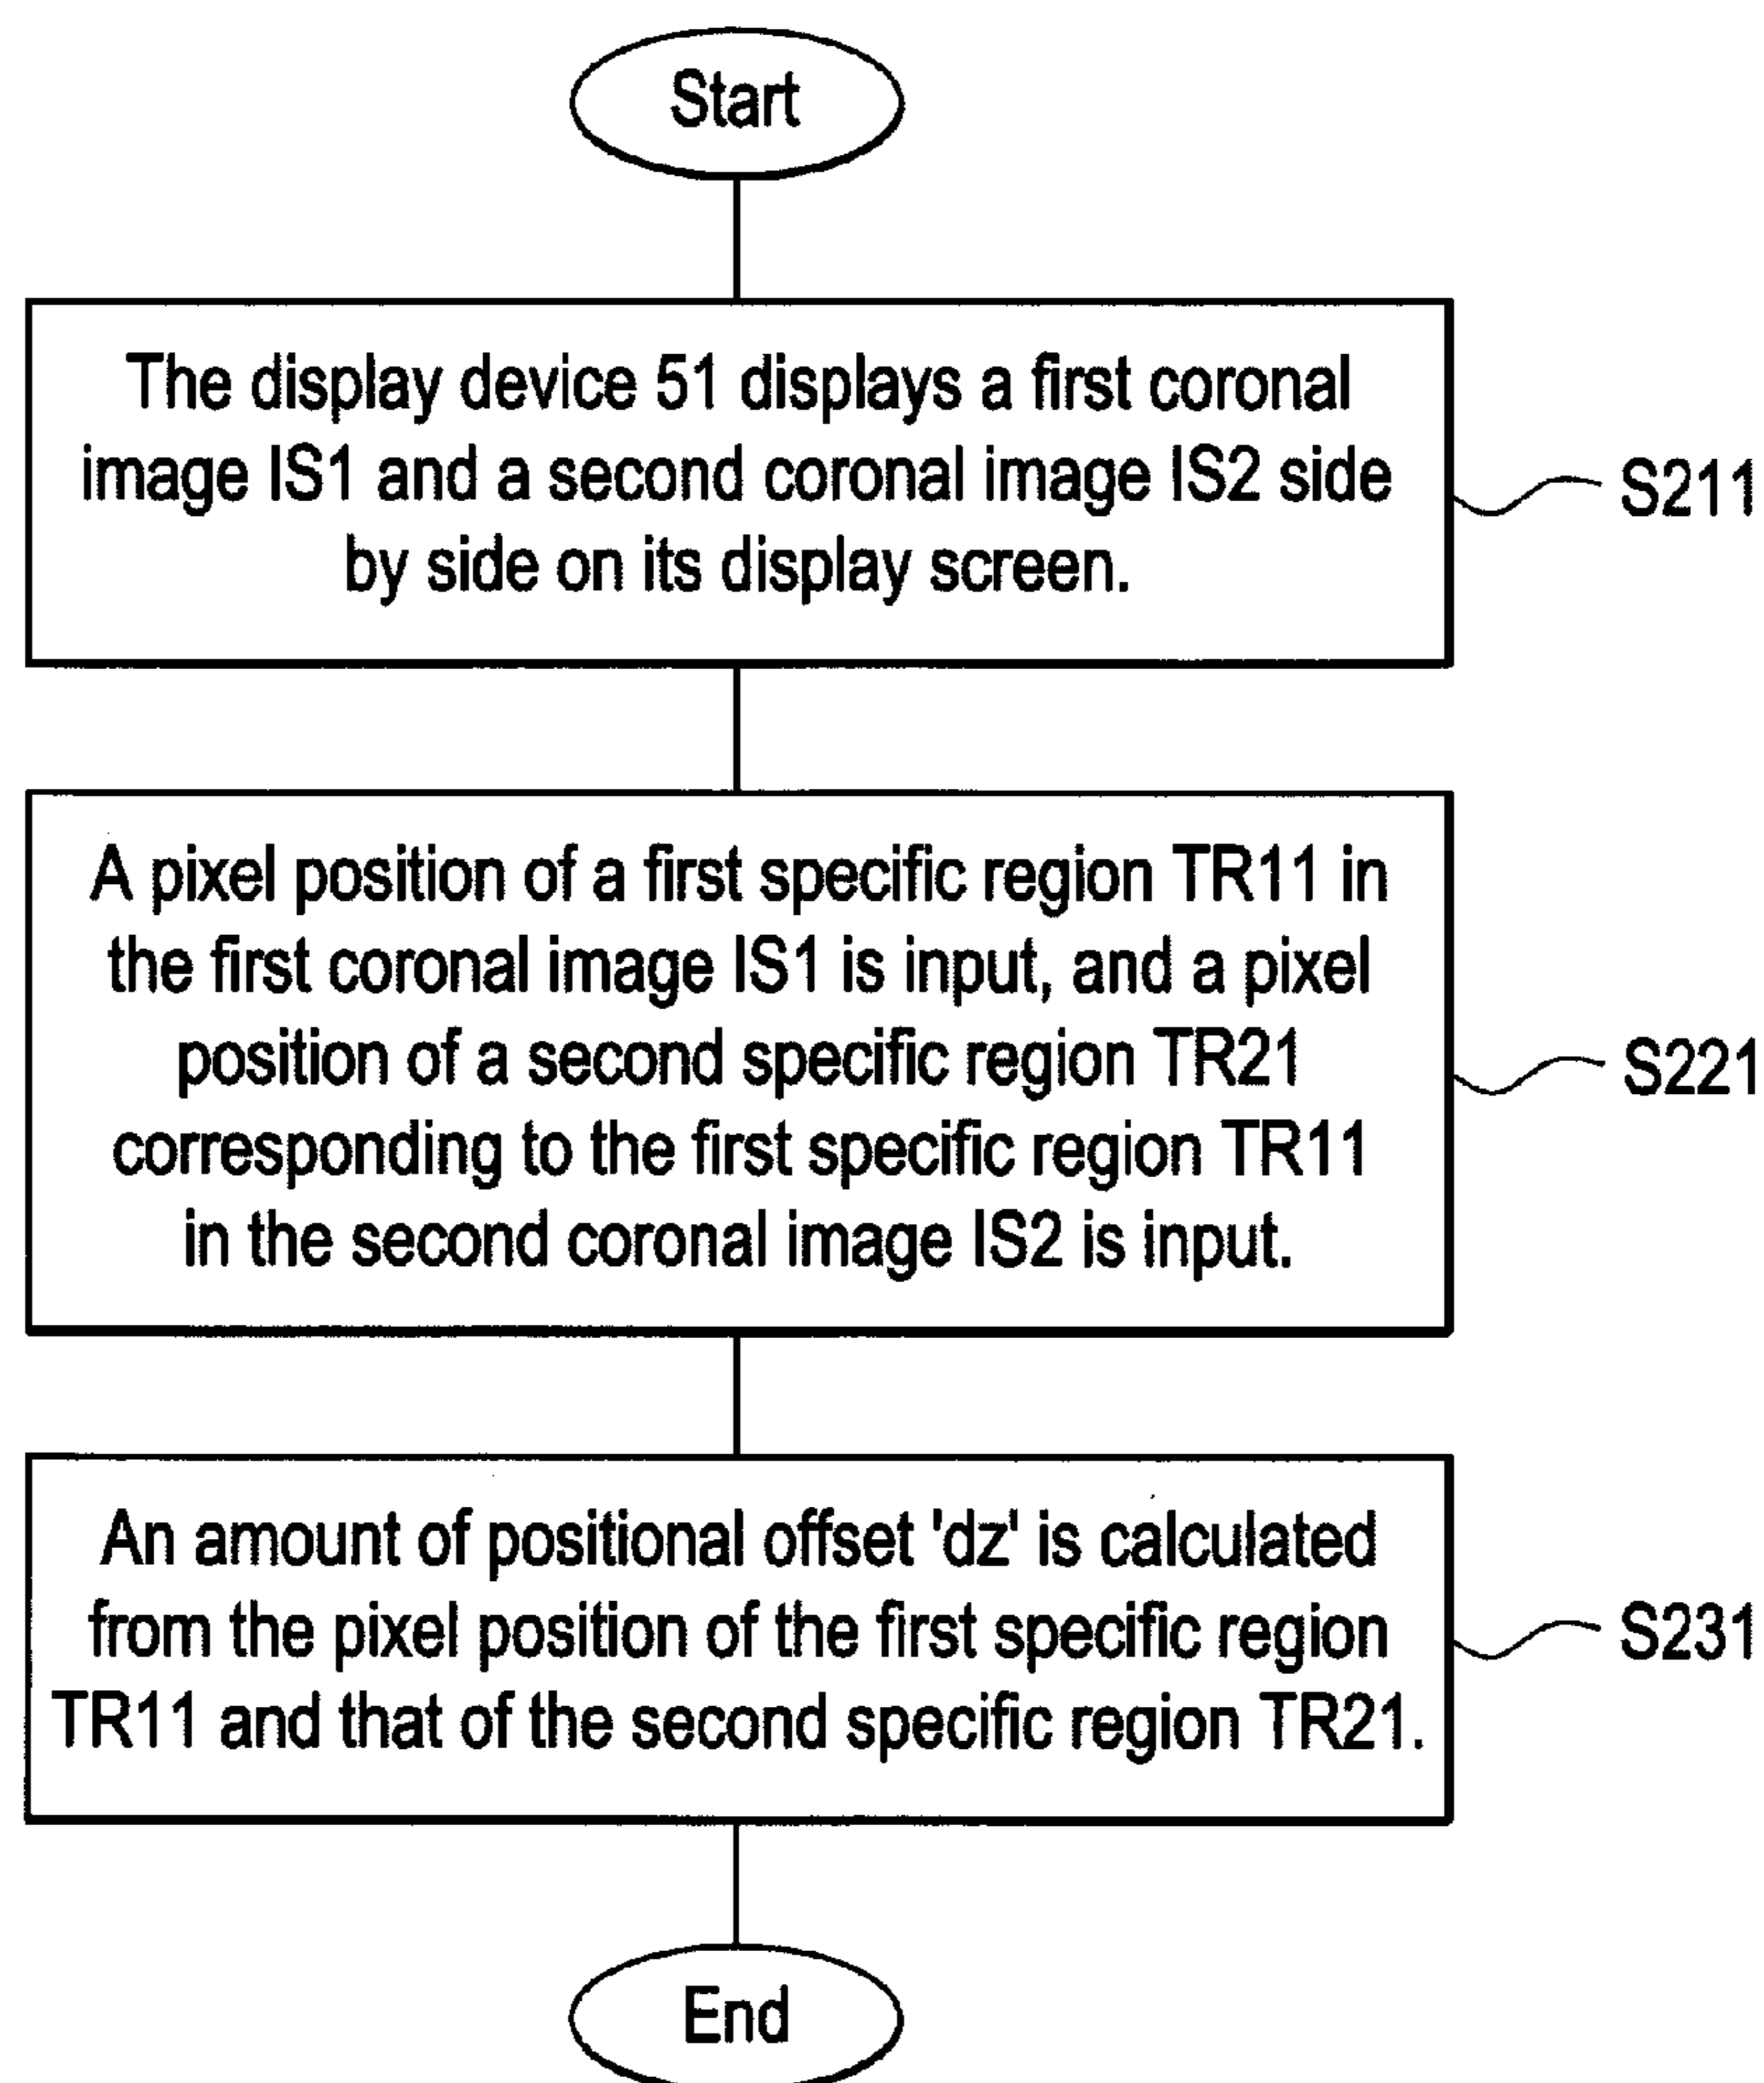 Start
The display device 51 displays a first coronal
image IS1 and a second coronal image IS2 side
by side on its display screen.
S211
A pixel position of a first specific region TR11 in
the first coronal image IS1 is input, and a pixel
position of a second specific region TR21
corresponding to the first specific region TR11
in the second coronal image IS2 is input.
S221
An amount of positional offset 'dz' is calculated
from the pixel position of the first specific region
TR11 and that of the second specific region TR21.
S231
End